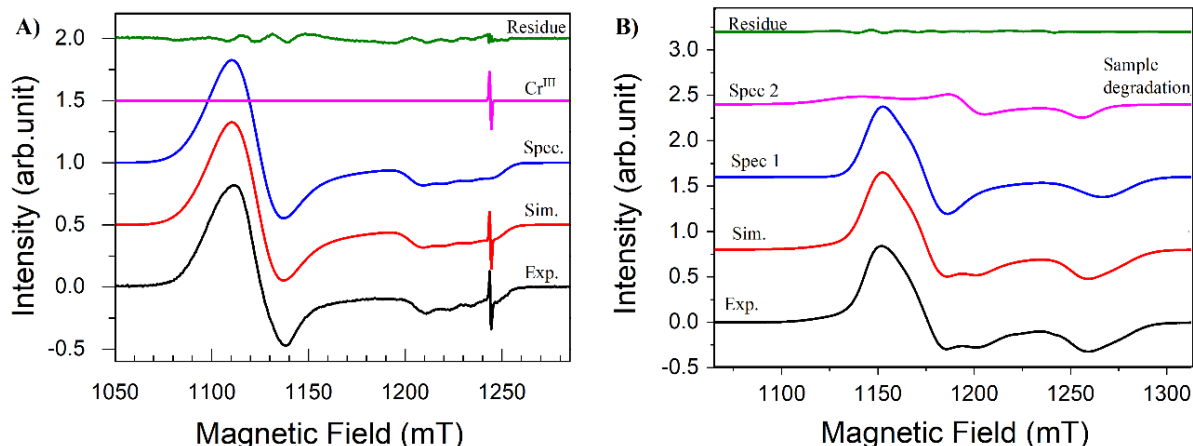 A)
Residue
2.0
Cr^III
1.5
Spec.
1.0
Sim.
0.5
Exp.
0.0
-0.5
Intensity (arb.unit)
1050 1100 1150 1200 1250
Magnetic Field (mT)
B)
Residue
3.0
Sample
degradation
Spec 2
2.5
2.0
Spec 1
1.5
1.0
Sim.
0.5
Exp.
0.0
-0.5
Intensity (arb.unit)
1100 1150 1200 1250 1300
Magnetic Field (mT)